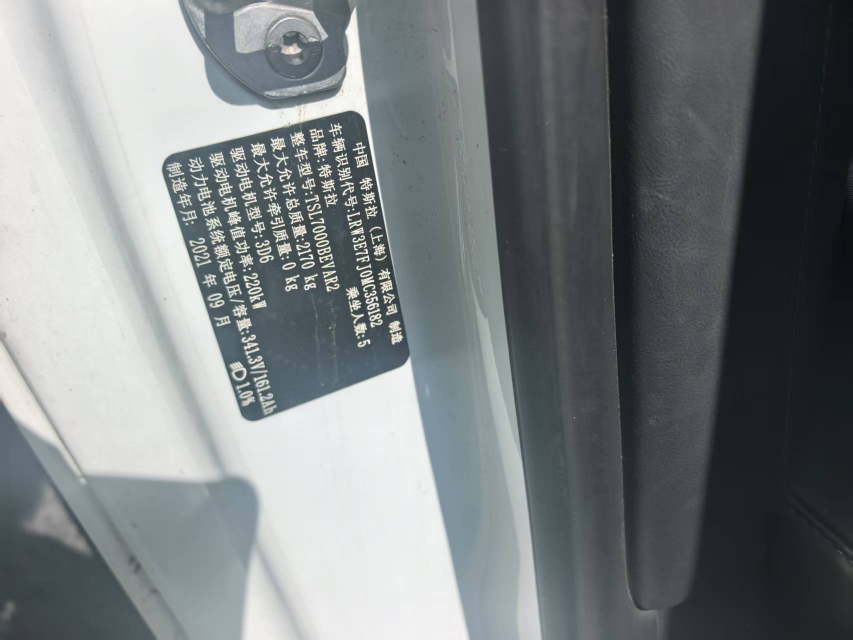 中国 特斯拉（上海）有限公司 制造
车辆识别代号:LRW3E7FJ0MC356182
品牌:特斯拉 乘坐人数:5
整车型号:TSL7000BEVAR2
最大允许总质量:2170 kg
最大允许牵引质量:0 kg
驱动电机型号:3D6
驱动电机峰值功率:220kW
动力电池系统额定电压/容量:341.3V/161.2Ah
制造年月: 2021 年 09 月 1.0%